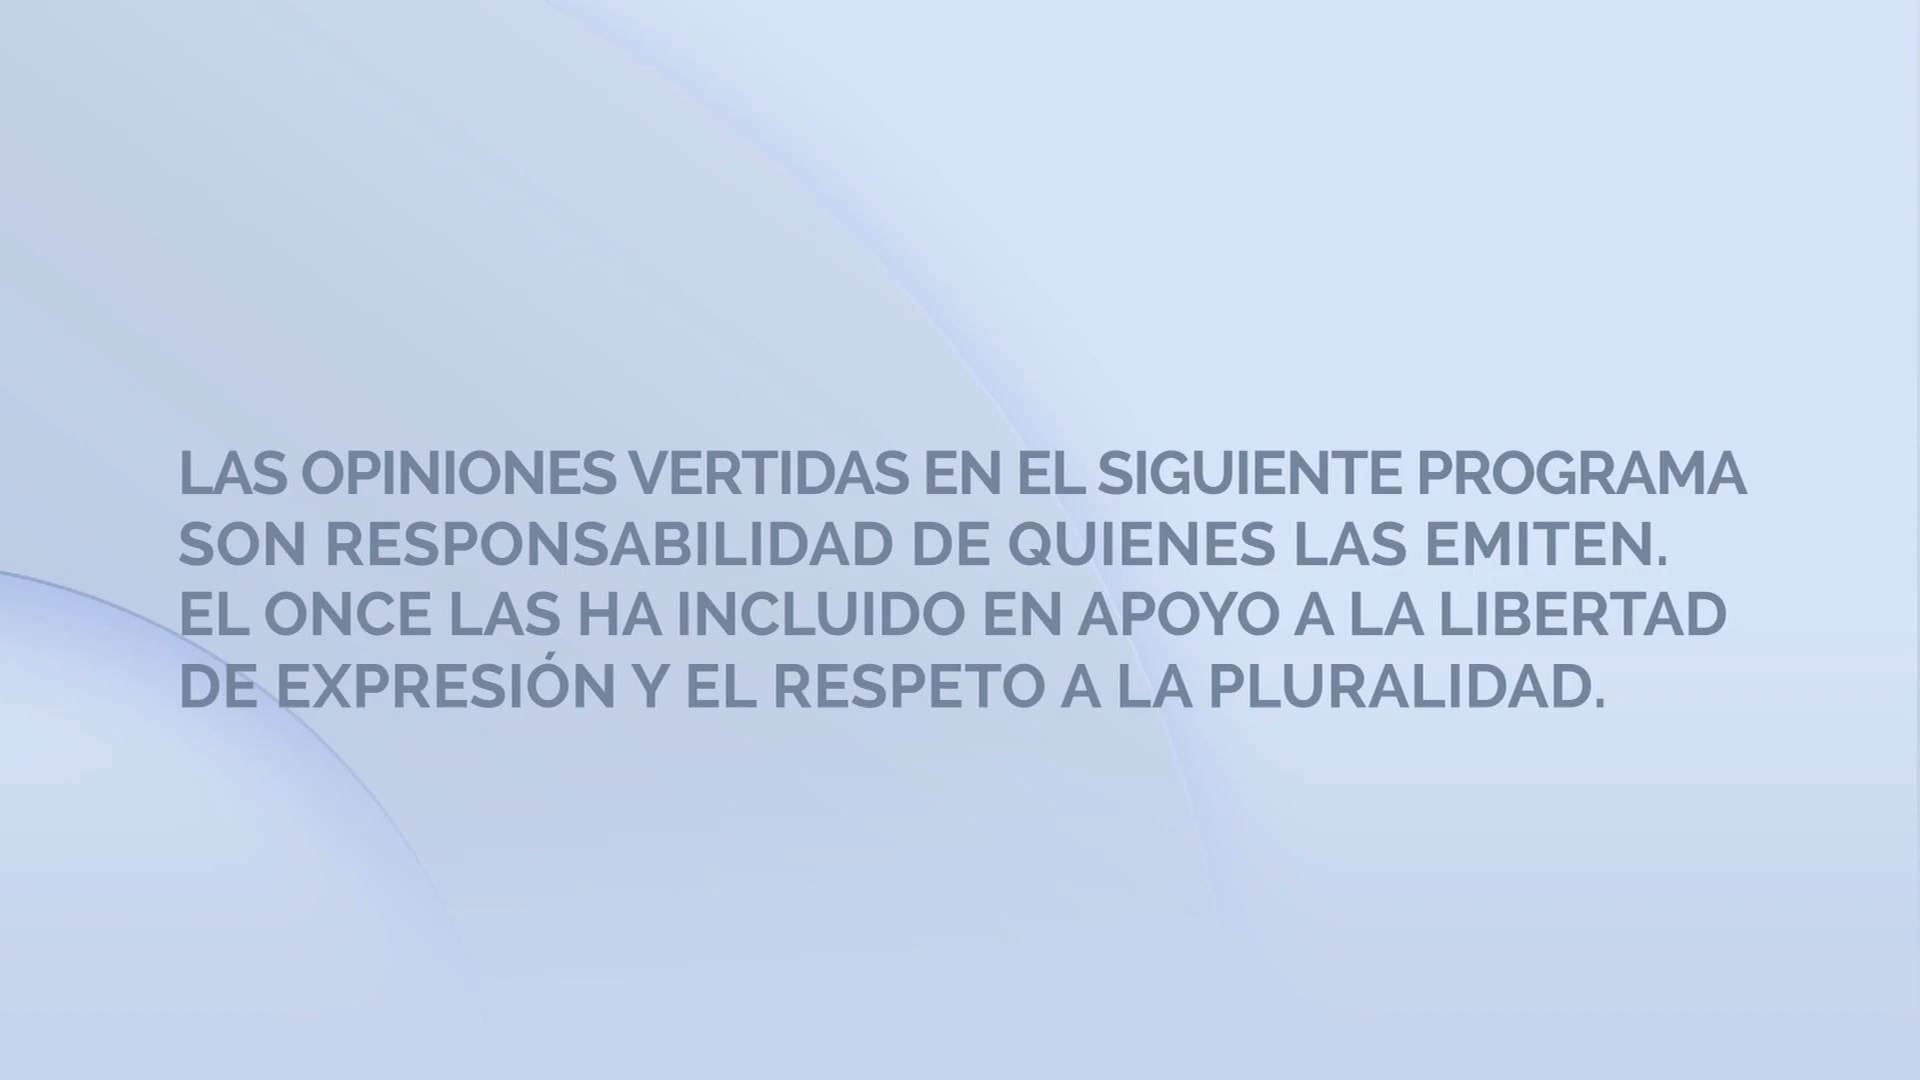 LAS OPINIONES VERTIDAS EN EL SIGUIENTE PROGRAMA
SON RESPONSABILIDAD DE QUIENES LAS EMITEN.
EL ONCE LAS HA INCLUIDO EN APOYO A LA LIBERTAD
DE EXPRESIÓN Y EL RESPETO A LA PLURALIDAD.